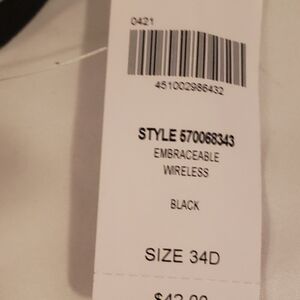 0421
451002986432
STYLE 570068343
EMBRACEABLE
WIRELESS
BLACK
SIZE 34D